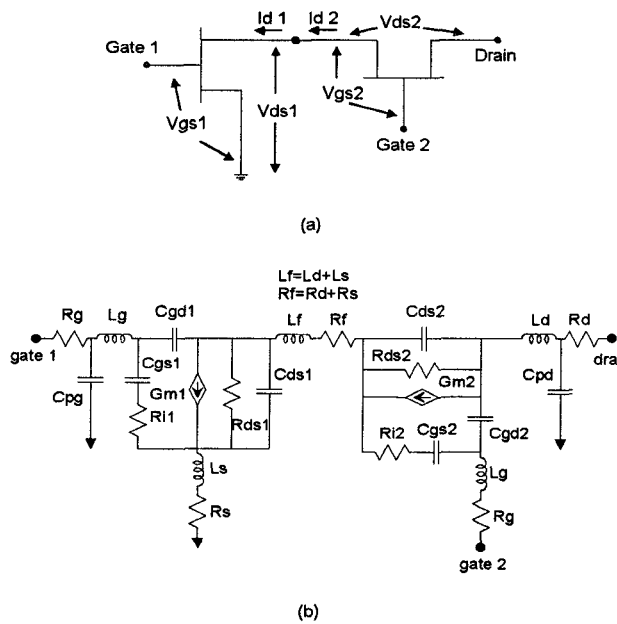 Id 1 Id 2 Vds2
Gate 1
Drain
Vgs1 Vds1 Vgs2
Gate 2
(a)
Lf=Ld+Ls
Rf=Rd+Rs
Rg Lg Cgd1 Lf Rf Cds2 Ld Rd
gate 1 Cgs1 Rds2 dra
Cpg Gm1 Cds1 Gm2 Cpd
Ri1 Rds1 Ri2 Cgs2 Cgd2
Ls Lg
Rs Rg
gate 2
(b)